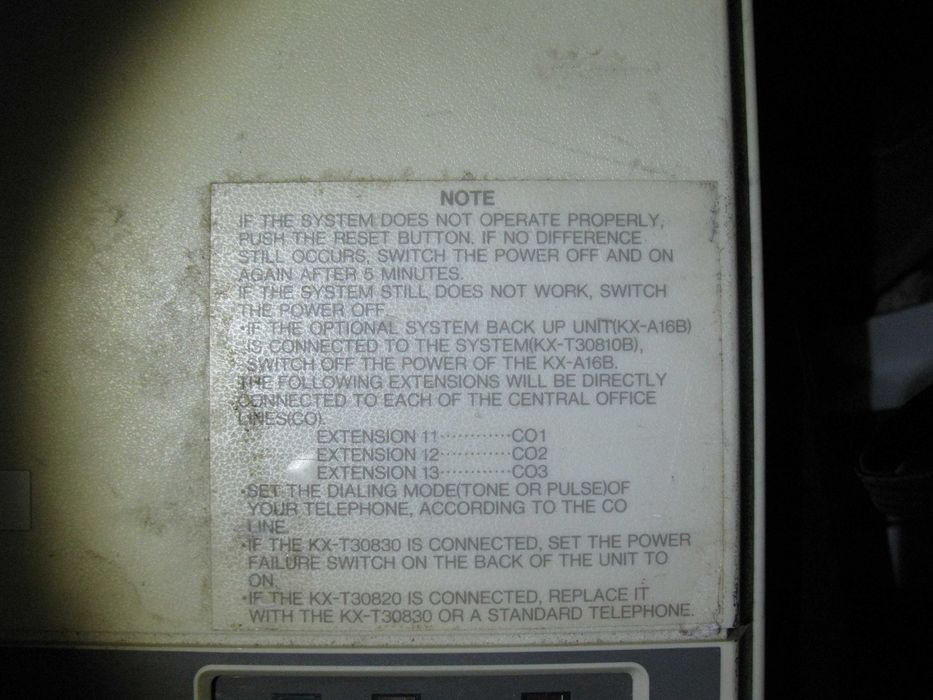 NOTE
IF THE SYSTEM DOES NOT OPERATE PROPERLY,
PUSH THE RESET BUTTON. IF NO DIFFERENCE
STILL OCCURS, SWITCH THE POWER OFF AND ON
AGAIN AFTER 5 MINUTES.
IF THE SYSTEM STILL DOES NOT WORK, SWITCH
THE POWER OFF.
·IF THE OPTIONAL SYSTEM BACK UP UNIT(KX-A16B)
IS CONNECTED TO THE SYSTEM(KX-T30810B),
SWITCH OFF THE POWER OF THE KX-A16B.
THE FOLLOWING EXTENSIONS WILL BE DIRECTLY
CONNECTED TO EACH OF THE CENTRAL OFFICE
LINES(CO)
EXTENSION 11············CO1
EXTENSION 12············CO2
EXTENSION 13············CO3
·SET THE DIALING MODE(TONE OR PULSE)OF
YOUR TELEPHONE, ACCORDING TO THE CO
LINE.
·IF THE KX-T30830 IS CONNECTED, SET THE POWER
FAILURE SWITCH ON THE BACK OF THE UNIT TO
ON.
·IF THE KX-T30820 IS CONNECTED, REPLACE IT
WITH THE KX-T30830 OR A STANDARD TELEPHONE.